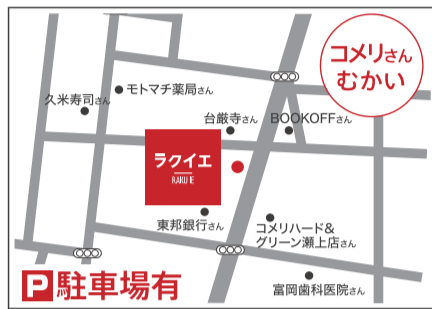 コメリさん
むかい
モトマチ薬局さん
久米寿司さん
台厳寺さん
BOOKOFFさん
ラクイエ
RAKU IE
東邦銀行さん
コメリハード&
グリーン瀬上店さん
富岡歯科医院さん
P駐車場有